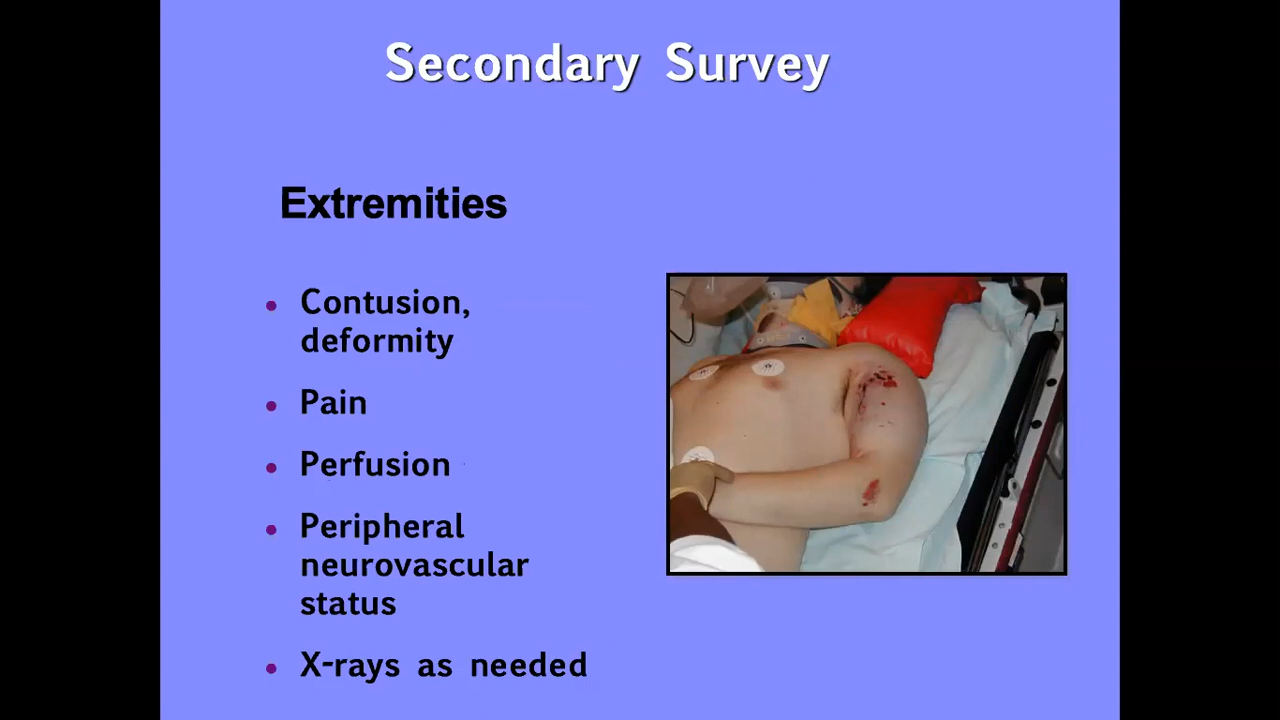 Secondary Survey
Extremities
• Contusion,
deformity
• Pain
• Perfusion
• Peripheral
neurovascular
status
• X-rays as needed